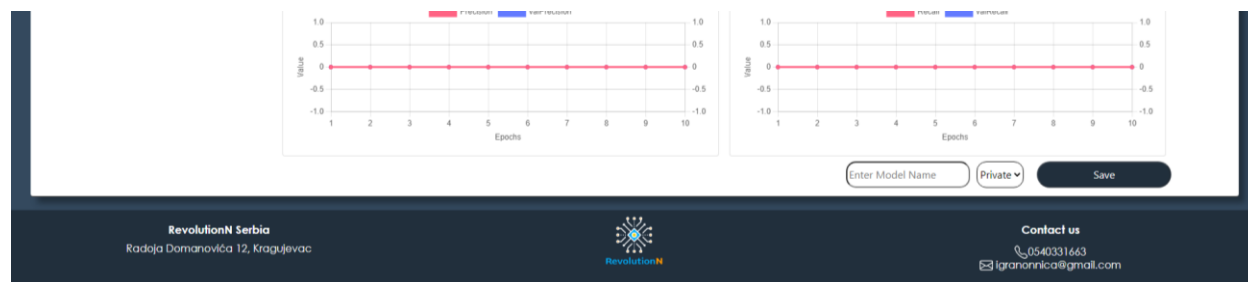 Precision ValPrecision
1.0 1.0
0.5 0.5
0 0
-0.5 -0.5
-1.0 -1.0
Value
1 2 3 4 5 6 7 8 9 10
Epochs
Recall ValRecall
1.0 1.0
0.5 0.5
0 0
-0.5 -0.5
-1.0 -1.0
Value
1 2 3 4 5 6 7 8 9 10
Epochs
Enter Model Name Private Save
RevolutionN Serbia
Radoja Domanovića 12, Kragujevac
RevolutionN
Contact us
0540331663
igranonnica@gmail.com